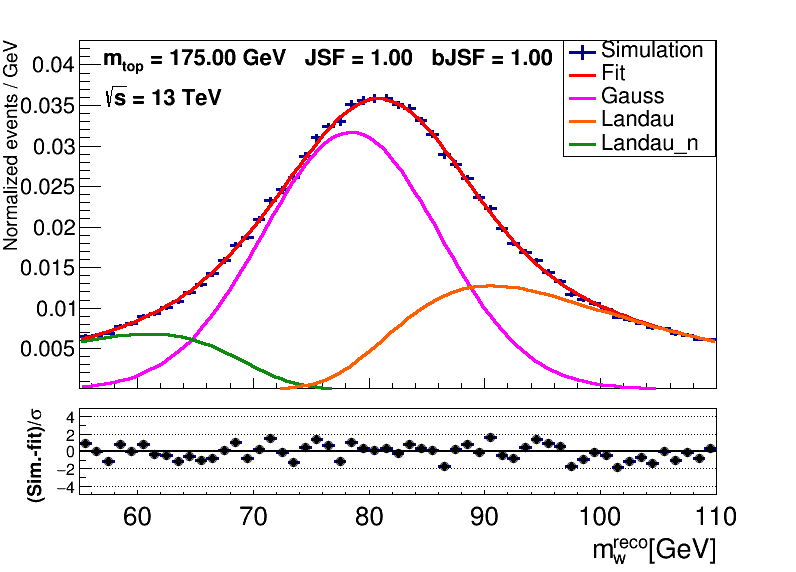 m_top = 175.00 GeV JSF = 1.00 bJSF = 1.00
√s = 13 TeV
Simulation
Fit
Gauss
Landau
Landau_n
Normalized events / GeV
0.04
0.035
0.03
0.025
0.02
0.015
0.01
0.005
(Sim.-fit)/σ
4
2
0
−2
−4
60 70 80 90 100 110
m_w^reco[GeV]